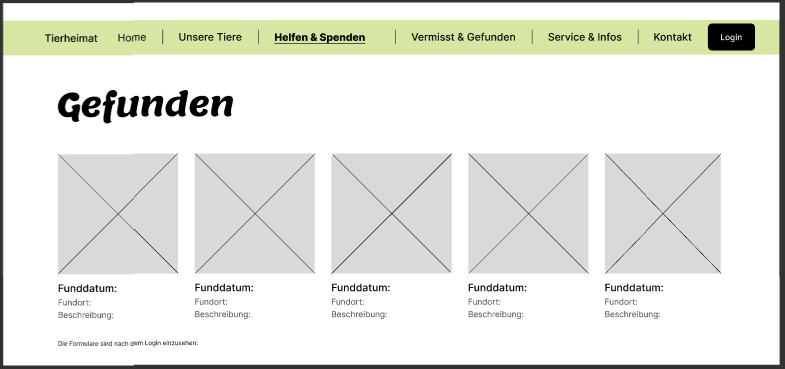 Tierheimat Home Unsere Tiere Helfen & Spenden Vermisst & Gefunden Service & Infos Kontakt Login
Gefunden
Funddatum: Funddatum: Funddatum: Funddatum: Funddatum:
Fundort: Fundort: Fundort: Fundort: Fundort:
Beschreibung: Beschreibung: Beschreibung: Beschreibung: Beschreibung:
Die Formulare sind nach dem Login einzusehen: